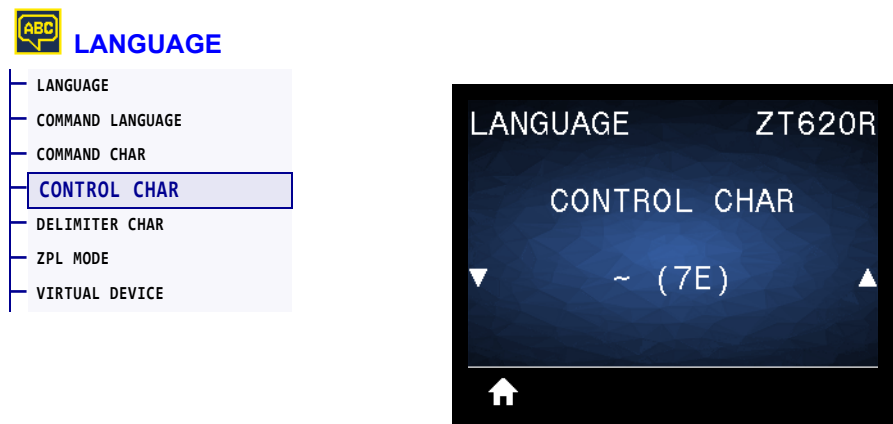 ABC
LANGUAGE
LANGUAGE
COMMAND LANGUAGE
COMMAND CHAR
CONTROL CHAR
DELIMITER CHAR
ZPL MODE
VIRTUAL DEVICE
LANGUAGE ZT620R
CONTROL CHAR
~ (7E)